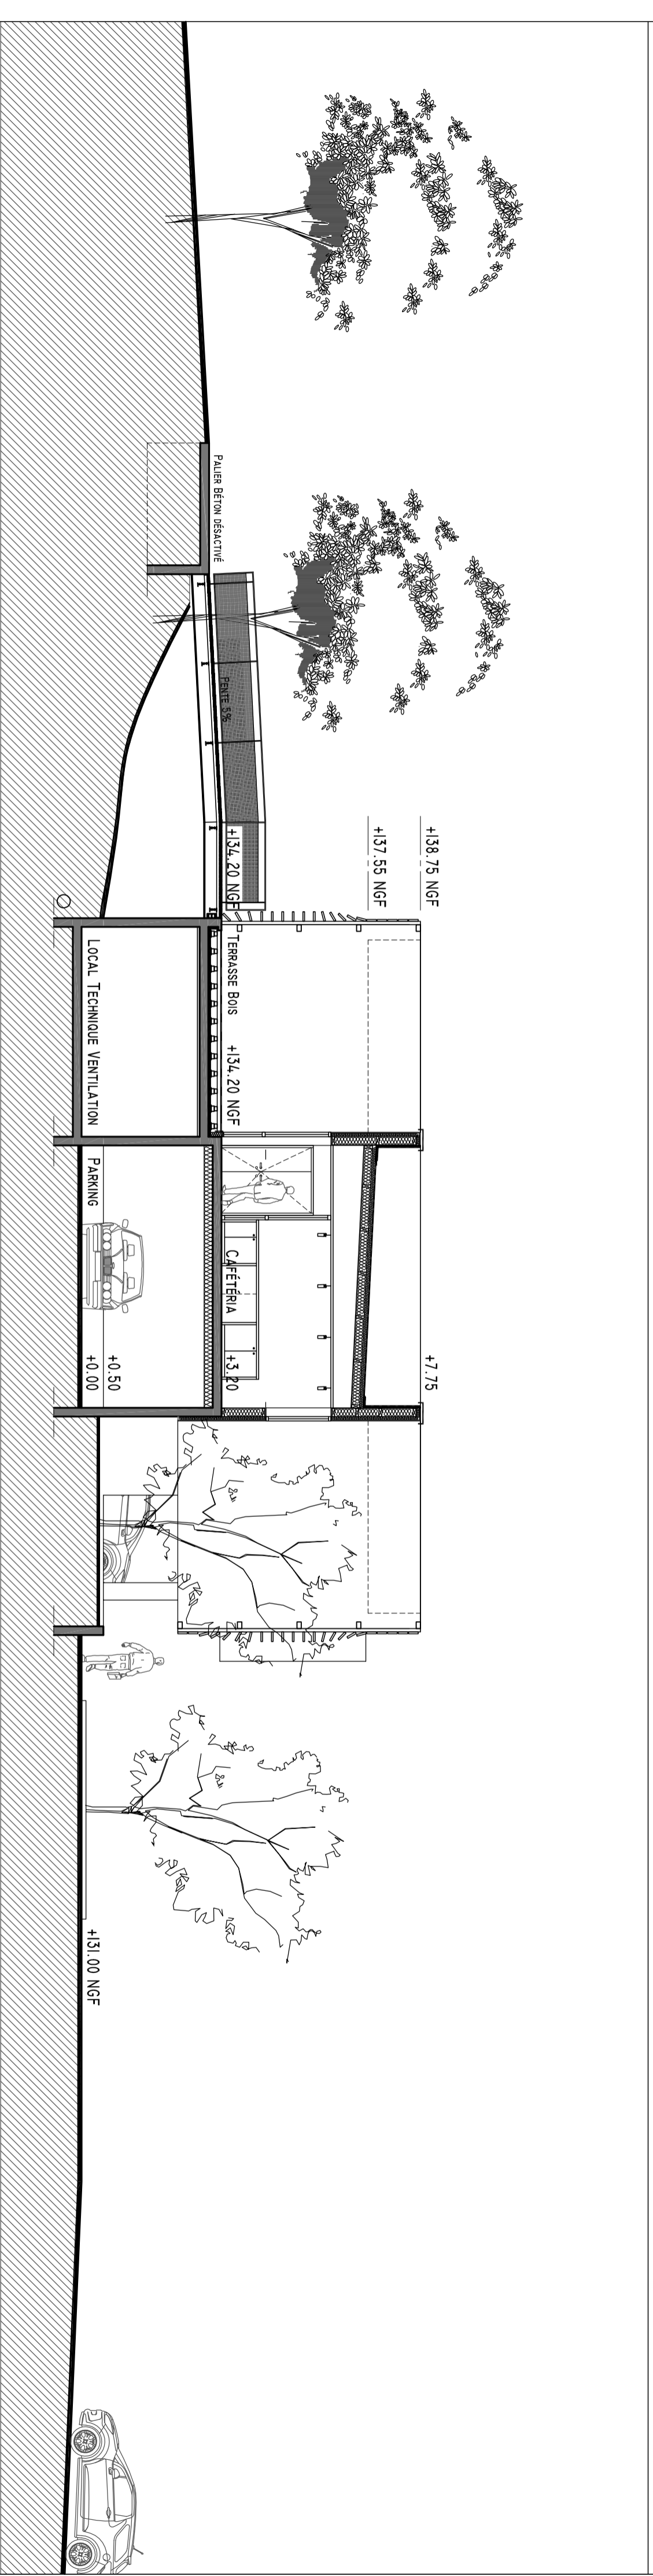 PALIER BÉTON DÉSACTIVÉ
PENTE 5%
+138.75 NGF
+137.55 NGF
+134.20 NGF
TERRASSE BOIS
+134.20 NGF
LOCAL TECHNIQUE VENTILATION
PARKING
CAFÉTÉRIA
+7.75
+3.20
+0.50
+0.00
+131.00 NGF